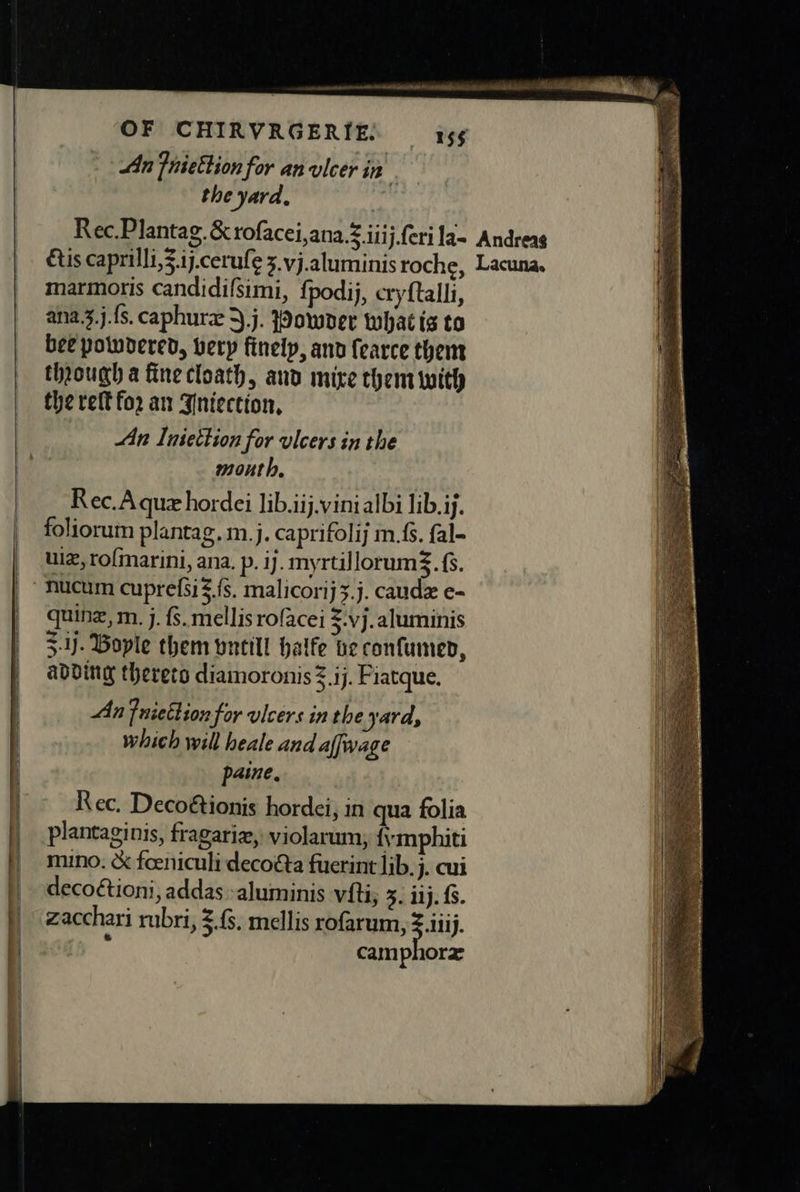 OF CHIRVRGERIE. 155
An Iniection for an vlcer in
the yard.
Rec. Plantag. & rosacei, ana. ℥.iiij. seri la-
Andreas
Lacuna.
ctis caprilli, ℥.ij. ceruse ʒ.vj. aluminis roche,
marmoris candidissimi, spodij, crystalli,
ana. ʒ.j.ſs. caphuræ ℈.j. Powder what is to
bee powdered, very finely, and searce them
through a fine cloath, and mixe them with
the rest for an Iniection.
An Iniection for vlcers in the
mouth.
Rec. Aquæ hordei lib.iij. vini albi lib.ij.
foliorum plantag. m.j. caprifolij m.ſs. sal-
uiæ, rosmarini, ana. p. ij. myrtillorum ℥.ſs.
nucum cupressi ℥.ſs. malicorij ʒ.j. caudæ e-
quinæ, m. j. ſs. mellis rosacei ℥.vj. aluminis
ʒ.ij. Boyle them vntill halfe be consumed,
adding thereto diamoronis ℥.ij. Fiatque.
An Iniection for vlcers in the yard,
which will heale and asswage
paine.
Rec. Decoctionis hordei, in qua folia
plantaginis, fragariæ, violarum, symphiti
mino. & fœniculi decocta fuerint lib. j. cui
decoctioni, addas aluminis vsti, ʒ. iij. ſs.
zacchari rubri, ℥.ſs. mellis rosarum, ℥.iiij.
camphoræ